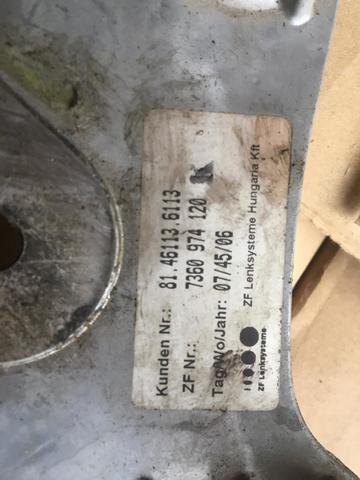 Kunden Nr.: 81.46113.6113
ZF Nr.: 7360 974 120
Tag/Wo/Jahr: 07/45/06
ZF Lenksysteme Hungaria Kft
ZF Lenksysteme